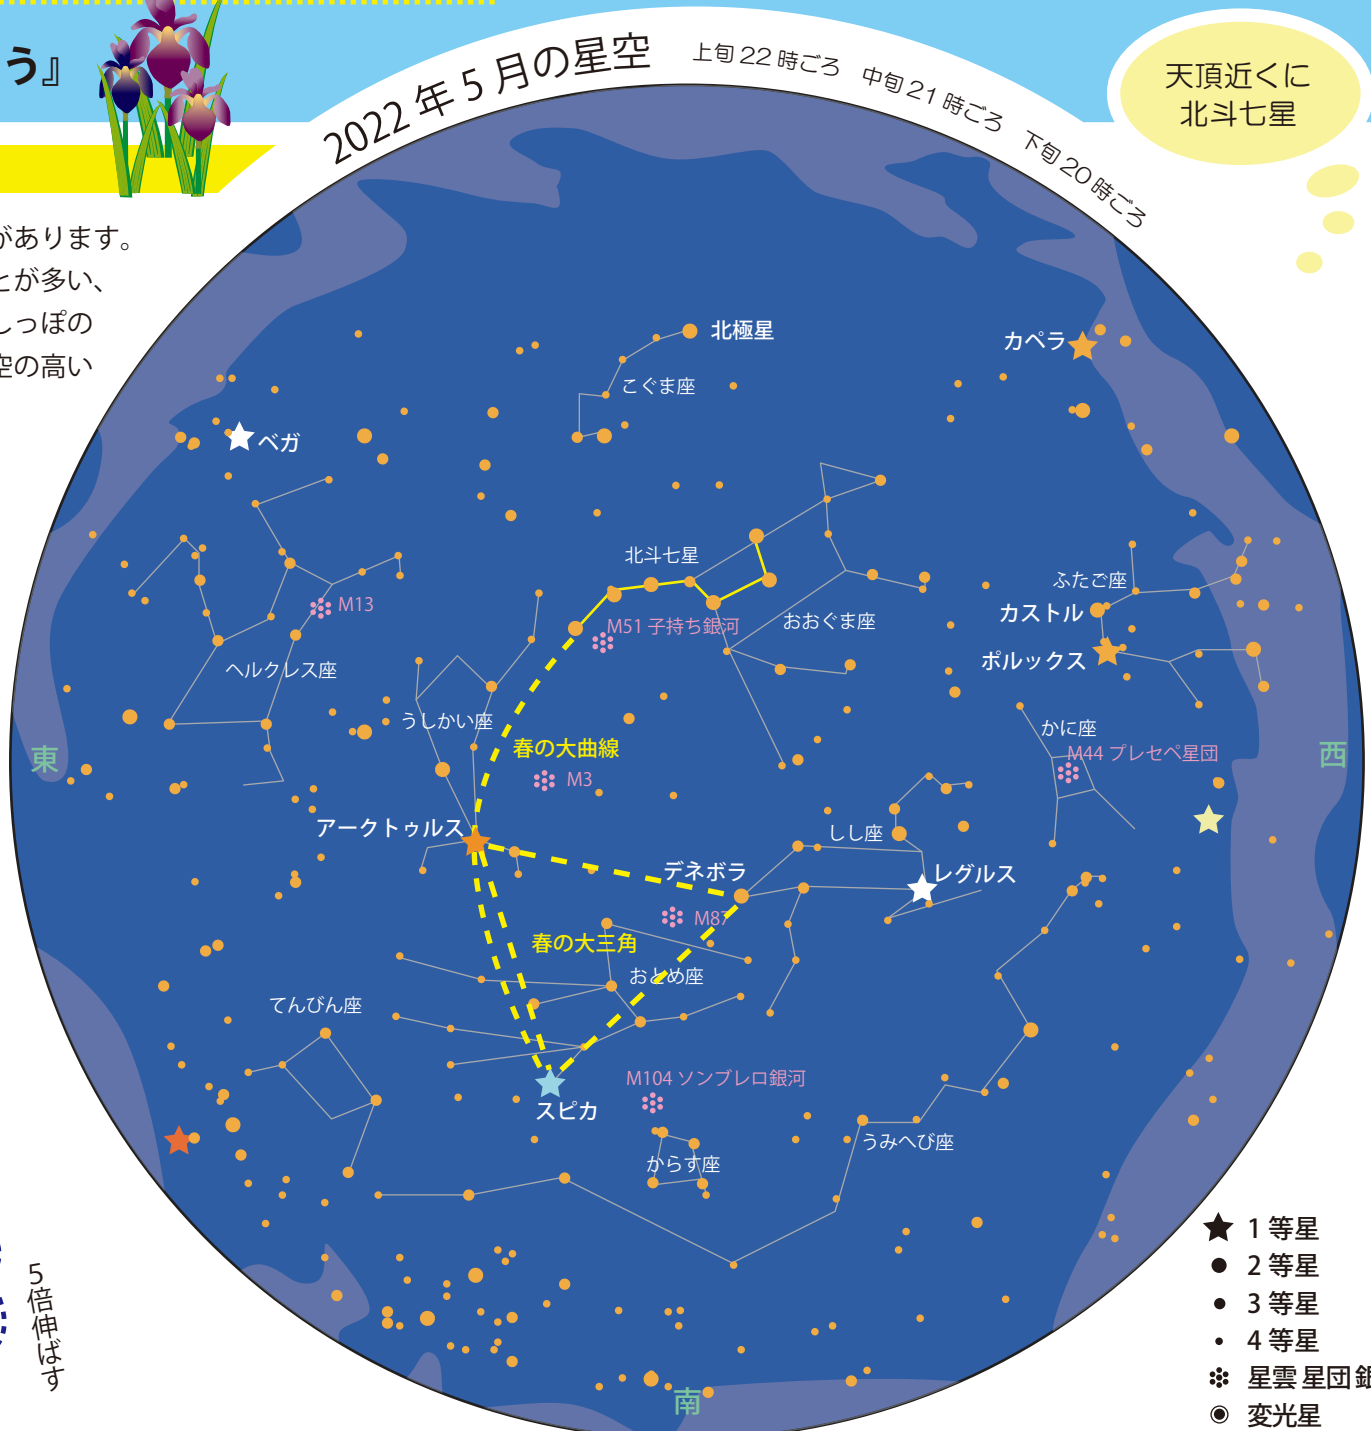 う』
2022年5月の星空
上旬22時ごろ 中旬21時ごろ 下旬20時ごろ
天頂近くに
北斗七星
があります。
とが多い、
しっぽの
空の高い
北極星
こぐま座
カペラ
ベガ
北斗七星
M13
M51 子持ち銀河
おおぐま座
ふたご座
カストル
ポルックス
ヘルクレス座
うしかい座
春の大曲線
M3
かに座
M44 プレセペ星団
東
西
アークトゥルス
しし座
デネボラ
レグルス
M87
春の大三角
おとめ座
てんびん座
M104 ソンブレロ銀河
スピカ
からす座
うみへび座
南
5倍伸ばす
1等星
2等星
3等星
4等星
星雲 星団 銀
変光星